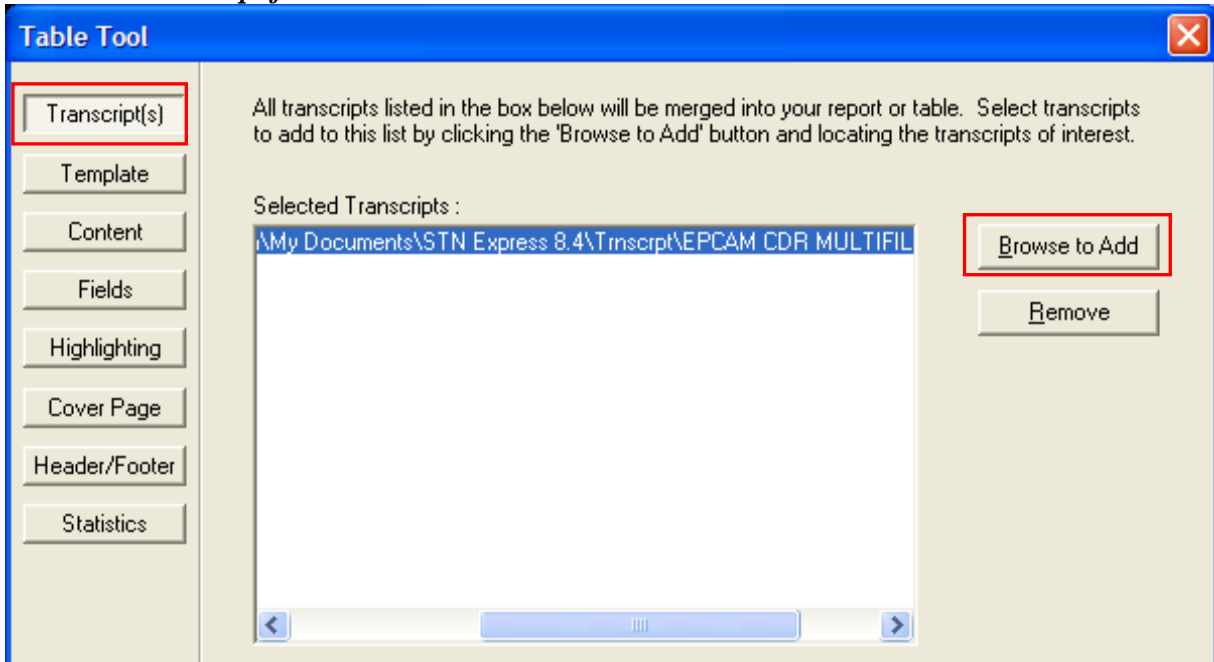 Table Tool
Transcript(s)
Template
Content
Fields
Highlighting
Cover Page
Header/Footer
Statistics
All transcripts listed in the box below will be merged into your report or table. Select transcripts
to add to this list by clicking the 'Browse to Add' button and locating the transcripts of interest.
Selected Transcripts :
\My Documents\STN Express 8.4\Trnscrpt\EPCAM CDR MULTIFIL
Browse to Add
Remove